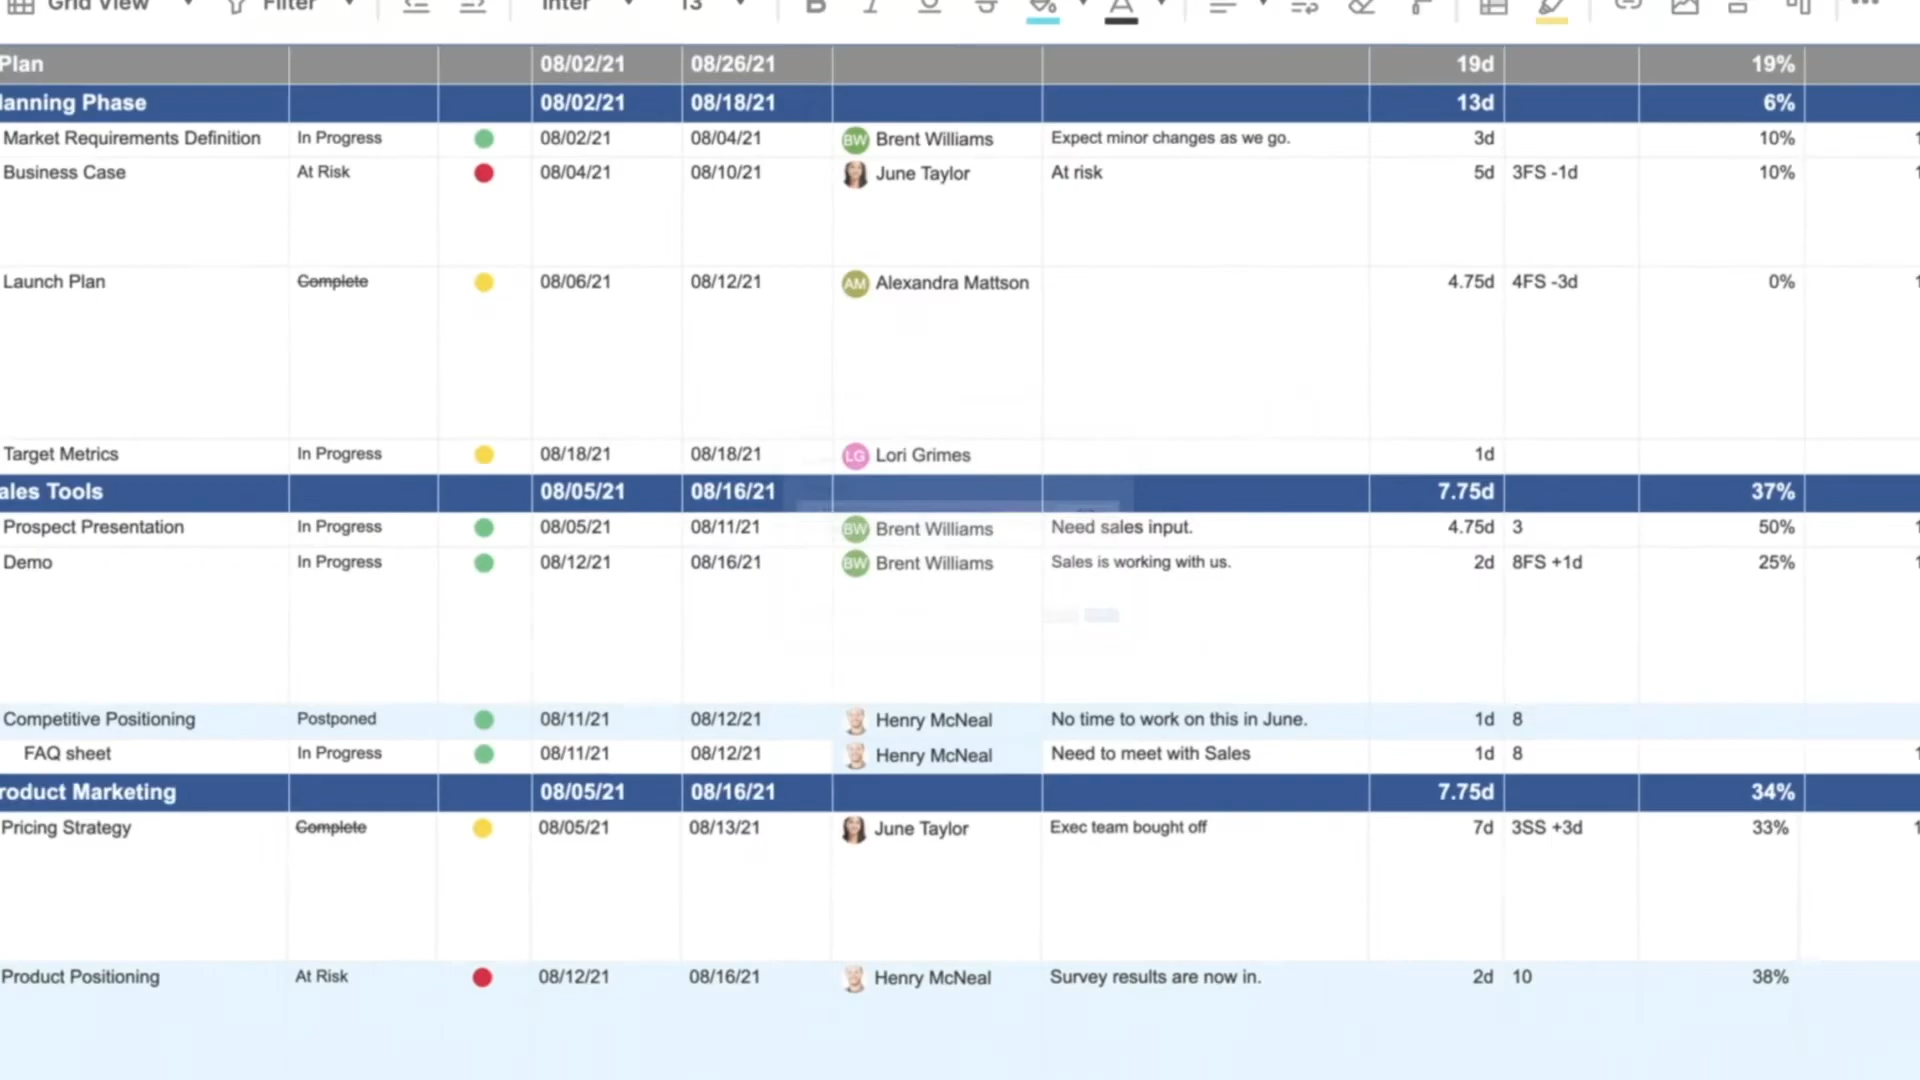 Grid View Filter Inter 13
Plan 08/02/21 08/26/21 19d 19%
lanning Phase 08/02/21 08/18/21 13d 6%
Market Requirements Definition In Progress 08/02/21 08/04/21 BW Brent Williams Expect minor changes as we go. 3d 10%
Business Case At Risk 08/04/21 08/10/21 June Taylor At risk 5d 3FS -1d 10%
Launch Plan Complete 08/06/21 08/12/21 AM Alexandra Mattson 4.75d 4FS -3d 0%
Target Metrics In Progress 08/18/21 08/18/21 LG Lori Grimes 1d
ales Tools 08/05/21 08/16/21 7.75d 37%
Prospect Presentation In Progress 08/05/21 08/11/21 BW Brent Williams Need sales input. 4.75d 3 50%
Demo In Progress 08/12/21 08/16/21 BW Brent Williams Sales is working with us. 2d 8FS +1d 25%
Competitive Positioning Postponed 08/11/21 08/12/21 Henry McNeal No time to work on this in June. 1d 8
FAQ sheet In Progress 08/11/21 08/12/21 Henry McNeal Need to meet with Sales 1d 8
roduct Marketing 08/05/21 08/16/21 7.75d 34%
Pricing Strategy Complete 08/05/21 08/13/21 June Taylor Exec team bought off 7d 3SS +3d 33%
Product Positioning At Risk 08/12/21 08/16/21 Henry McNeal Survey results are now in. 2d 10 38%